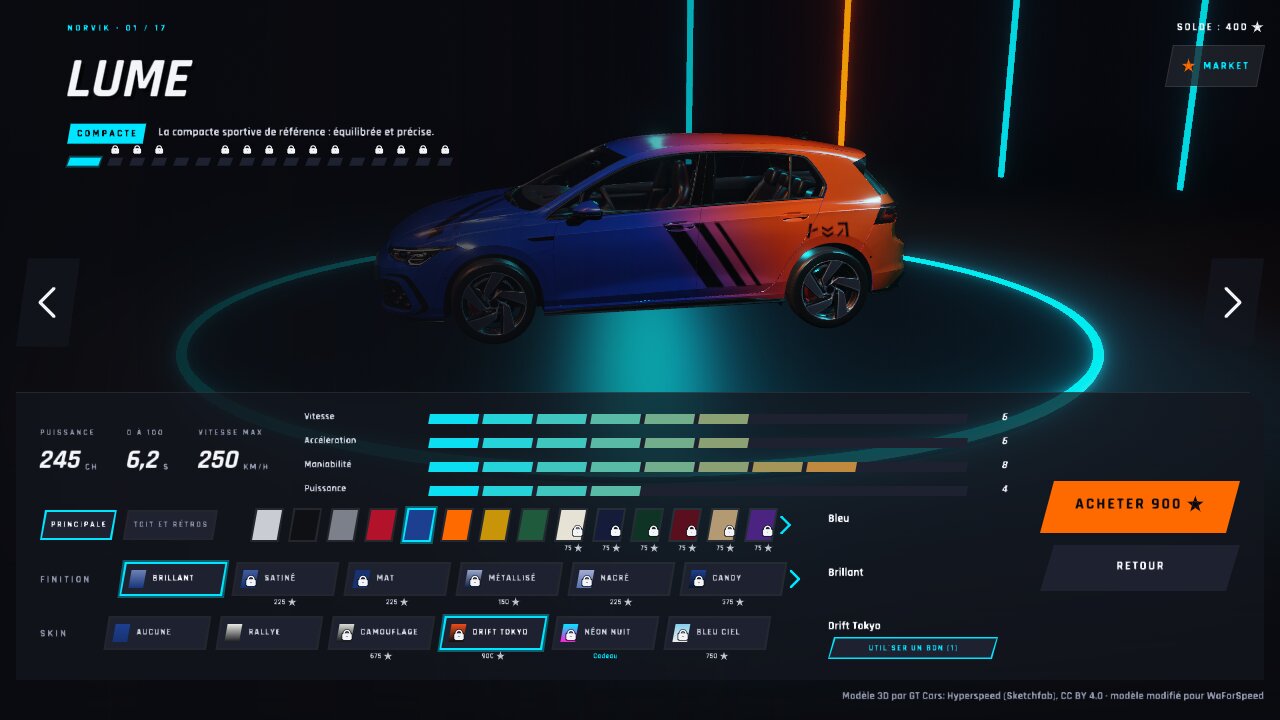 NORVIK · 01 / 17
SOLDE : 400 ★
MARKET
LUME
COMPACTE
La compacte sportive de référence : équilibrée et précise.
PUISSANCE
245 CH
0 À 100
6,2 S
VITESSE MAX
250 KM/H
Vitesse 6
Accélération 6
Maniabilité 8
Puissance 4
PRINCIPALE
TOIT ET RÉTROS
75 ★ 75 ★ 75 ★ 75 ★ 75 ★ 75 ★
Bleu
FINITION
BRILLANT
SATINÉ
MAT
MÉTALLISÉ
NACRÉ
CANDY
225 ★ 225 ★ 150 ★ 225 ★ 375 ★
Brillant
SKIN
AUCUNE
RALLYE
CAMOUFLAGE
DRIFT TOKYO
NÉON NUIT
BLEU CIEL
675 ★ 900 ★ Cadeau 750 ★
Drift Tokyo
UTILISER UN BON (1)
ACHETER 900 ★
RETOUR
Modèle 3D par GT Cars: Hyperspeed (Sketchfab), CC BY 4.0 · modèle modifié pour WaForSpeed